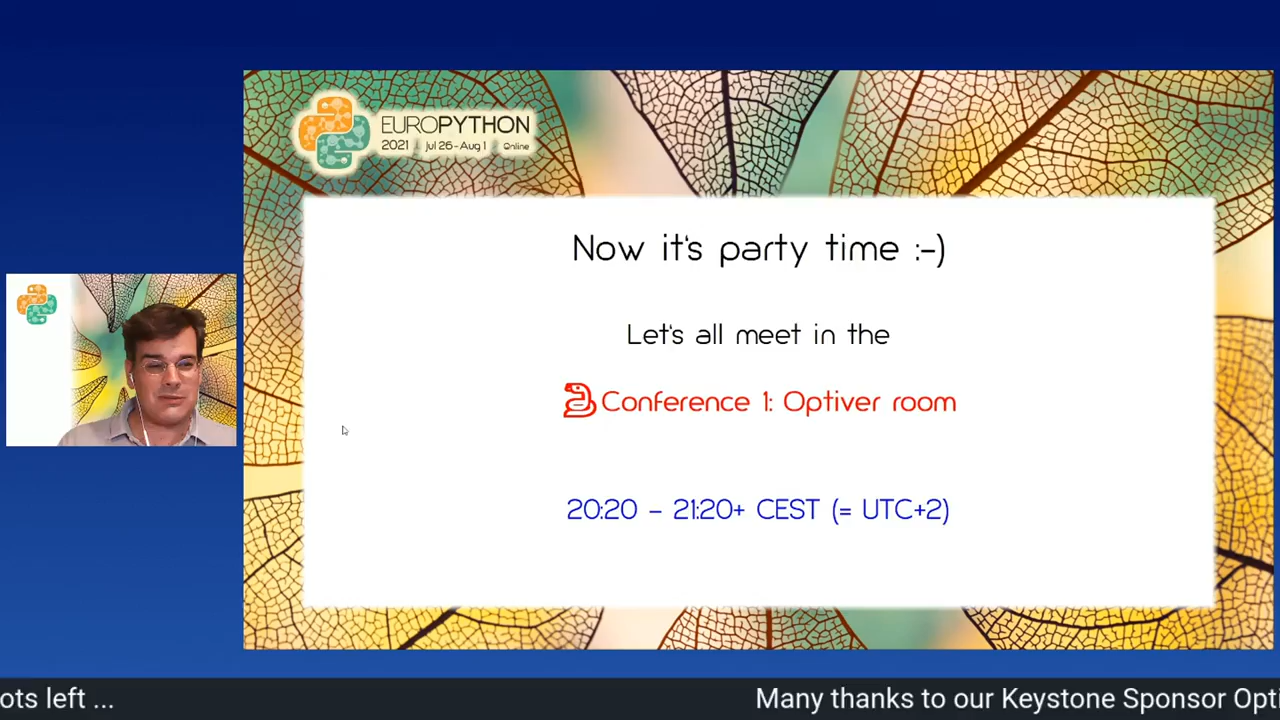 EUROPYTHON
2021 Jul 26-Aug 1 Online
Now it's party time :-)
Let's all meet in the
Conference 1: Optiver room
20:20 – 21:20+ CEST (= UTC+2)
ots left ...
Many thanks to our Keystone Sponsor Opti